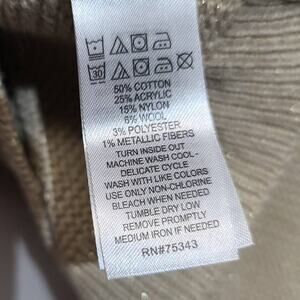 30
50% COTTON
25% ACRYLIC
15% NYLON
6% WOOL
3% POLYESTER
1% METALLIC FIBERS
TURN INSIDE OUT
MACHINE WASH COOL -
DELICATE CYCLE
WASH WITH LIKE COLORS
USE ONLY NON-CHLORINE
BLEACH WHEN NEEDED
TUMBLE DRY LOW
REMOVE PROMPTLY
MEDIUM IRON IF NEEDED
RN#75343